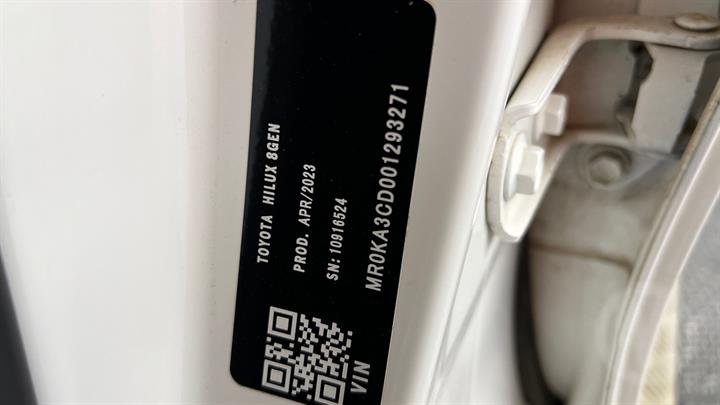 TOYOTA HILUX 8GEN
PROD. APR/2023
SN: 10916524
MR0KA3CD001293271
VIN